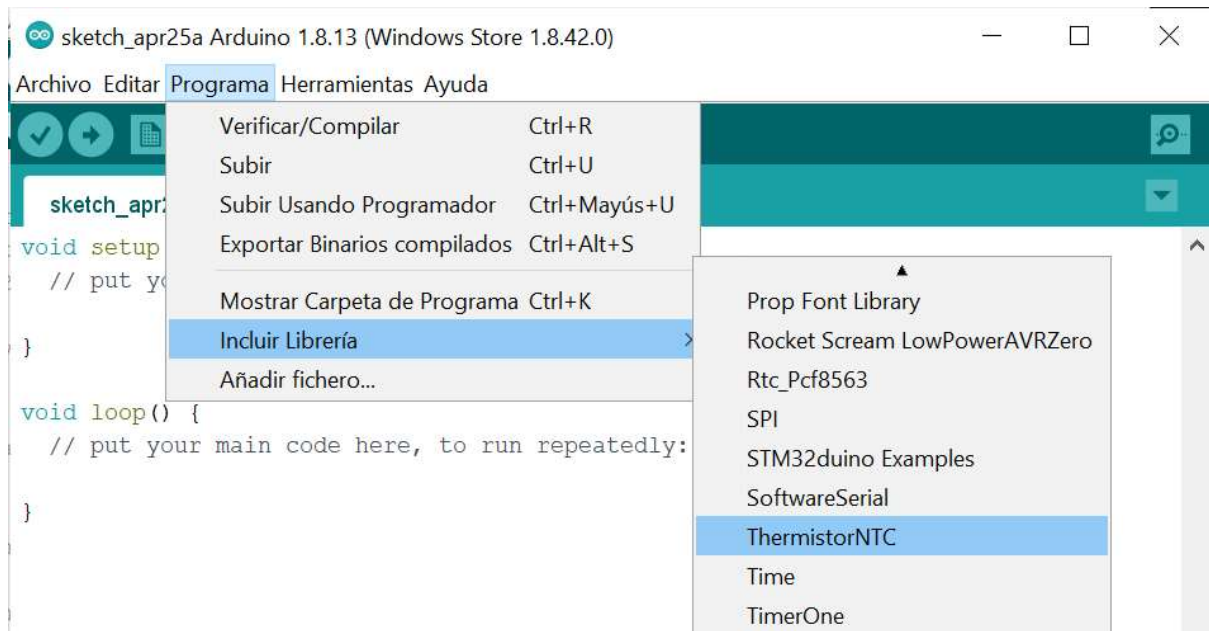 sketch_apr25a Arduino 1.8.13 (Windows Store 1.8.42.0)
Archivo Editar Programa Herramientas Ayuda
Verificar/Compilar Ctrl+R
Subir Ctrl+U
Subir Usando Programador Ctrl+Mayús+U
Exportar Binarios compilados Ctrl+Alt+S
Mostrar Carpeta de Programa Ctrl+K
Incluir Librería
Añadir fichero...
sketch_apr2
void setup
// put yo
}
void loop() {
// put your main code here, to run repeatedly:
}
Prop Font Library
Rocket Scream LowPowerAVRZero
Rtc_Pcf8563
SPI
STM32duino Examples
SoftwareSerial
ThermistorNTC
Time
TimerOne